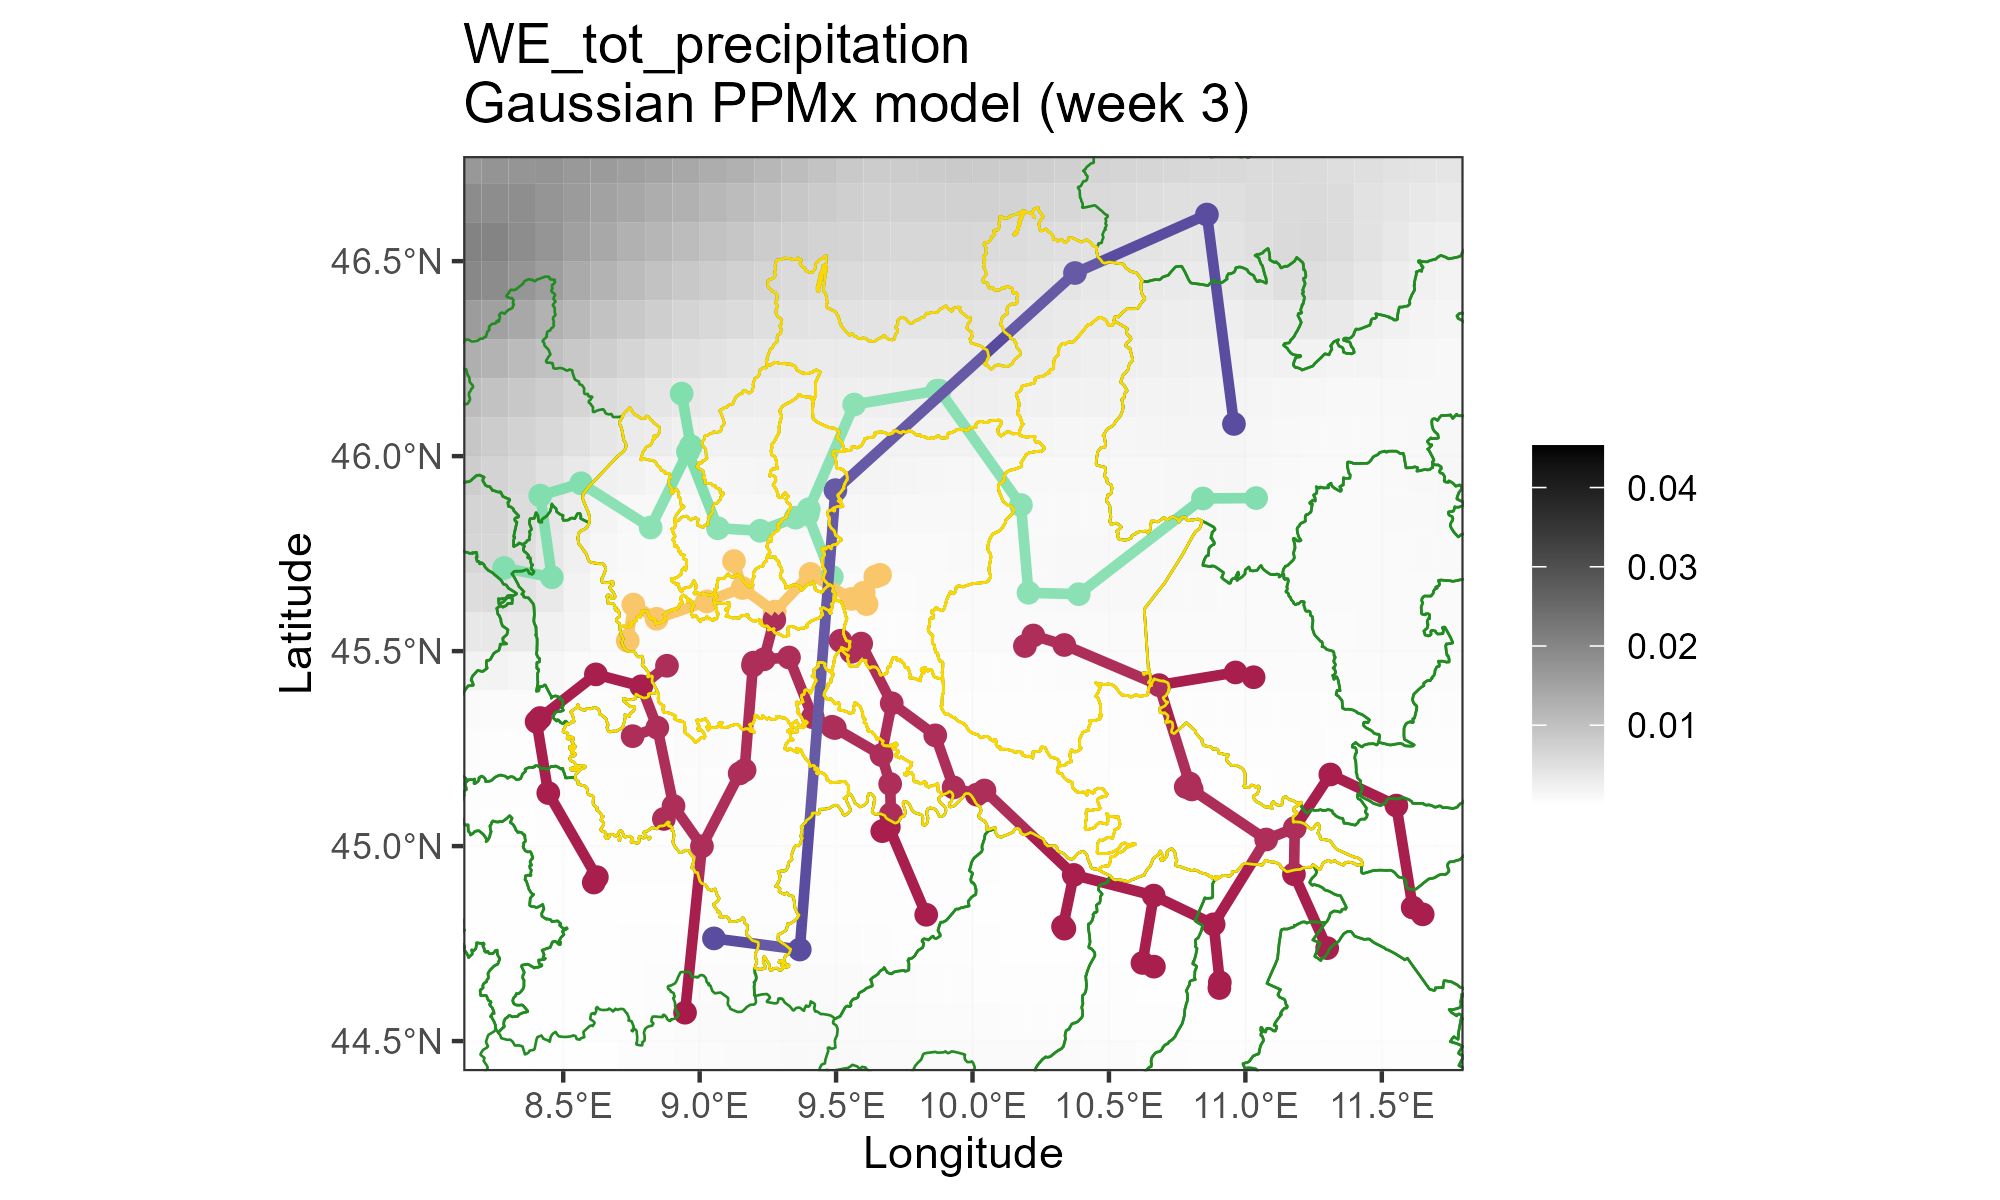 WE_tot_precipitation
Gaussian PPMx model (week 3)
46.5°N
46.0°N
45.5°N
45.0°N
44.5°N
Latitude
8.5°E 9.0°E 9.5°E 10.0°E 10.5°E 11.0°E 11.5°E
Longitude
0.04
0.03
0.02
0.01